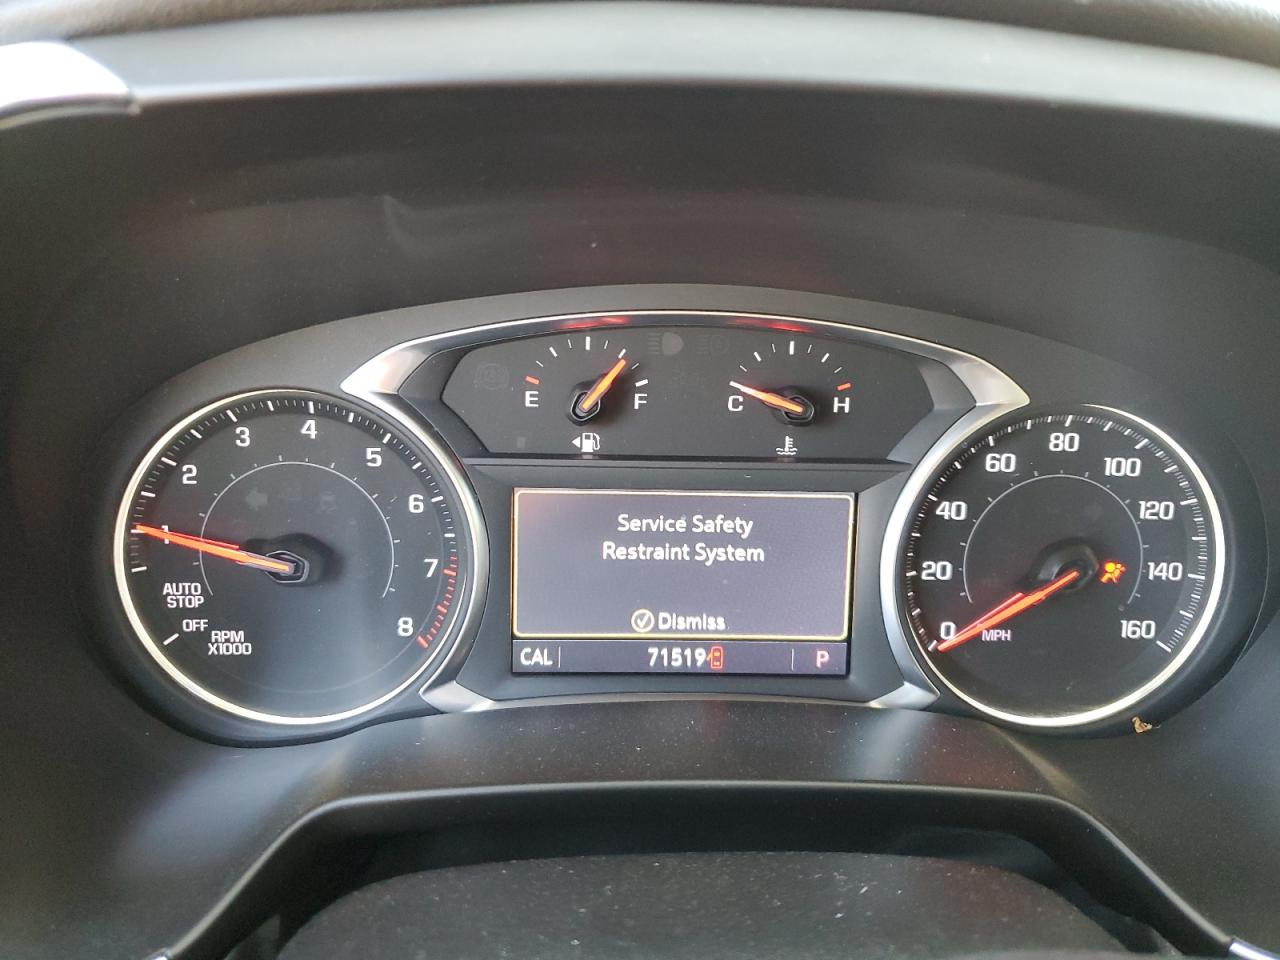 E
F
C
H
1
2
3
4
5
6
7
8
AUTO
STOP
OFF
RPM
X1000
Service Safety
Restraint System
Dismiss
CAL
71519
P
0
20
40
60
80
100
120
140
160
MPH